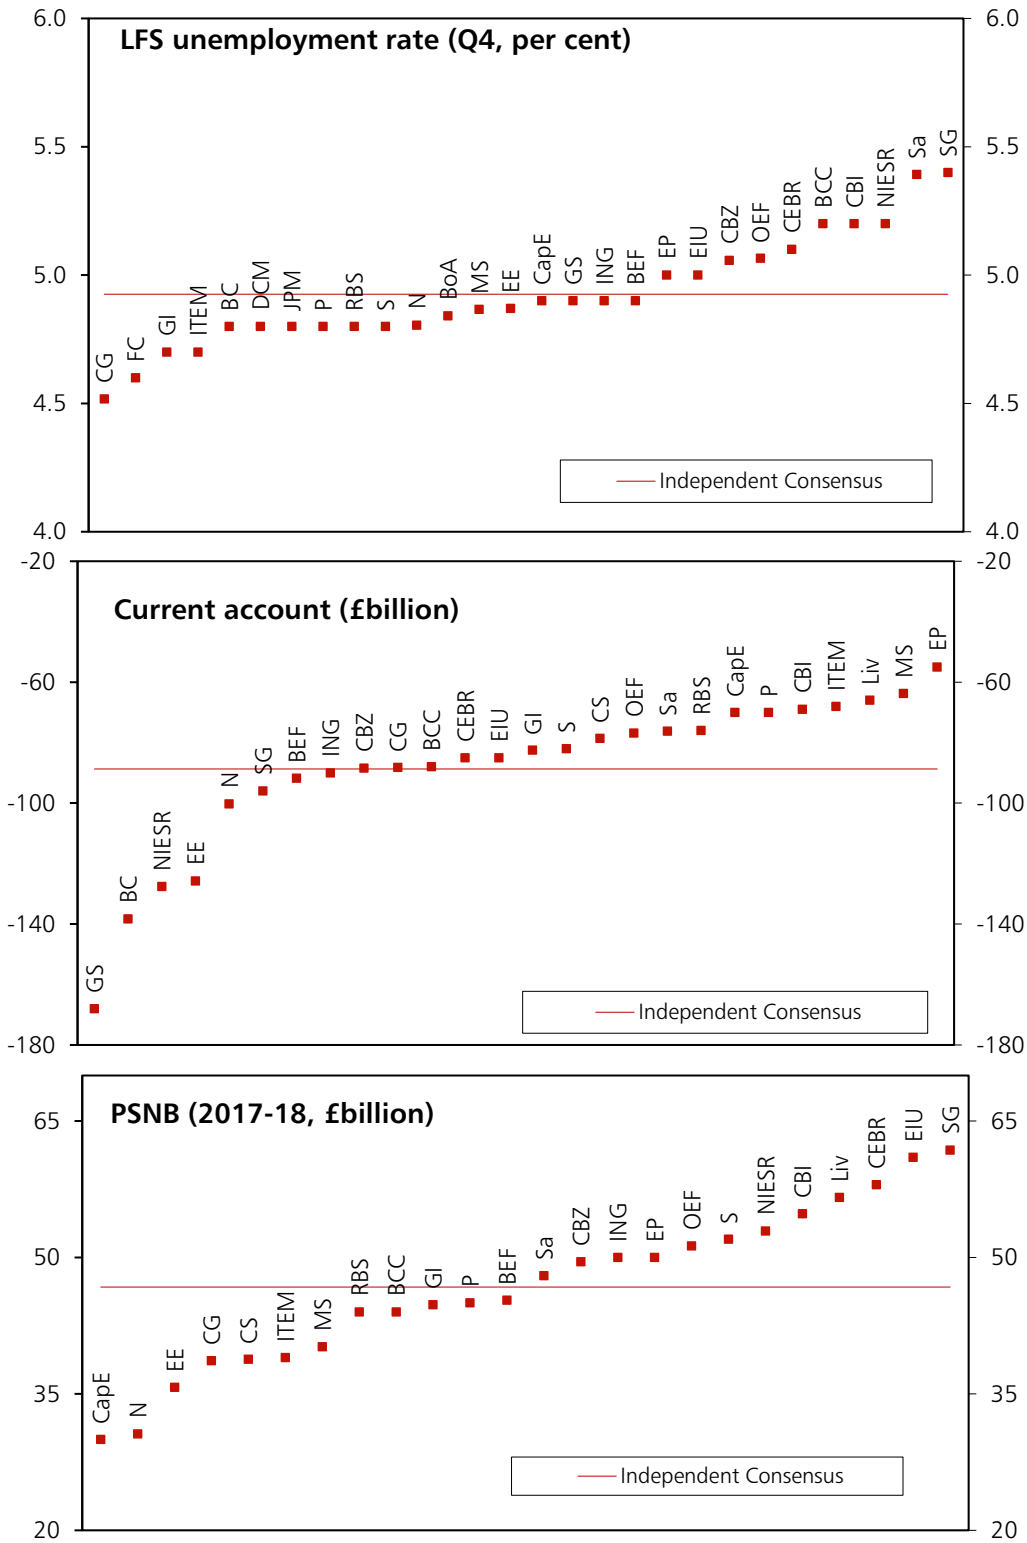 LFS unemployment rate (Q4, per cent)
6.0 6.0
5.5 5.5
5.0 5.0
4.5 4.5
4.0 4.0
CG FC GI ITEM BC DCM JPM P RBS S N BoA MS EE CapE GS ING BEF EP EIU CBZ OEF CEBR BCC CBI NIESR Sa SG
Independent Consensus
Current account (£billion)
-20 -20
-60 -60
-100 -100
-140 -140
-180 -180
GS BC NIESR EE N SG BEF ING CBZ CG BCC CEBR EIU GI S CS OEF Sa RBS CapE P CBI ITEM Liv MS EP
Independent Consensus
PSNB (2017-18, £billion)
65 65
50 50
35 35
20 20
CapE N EE CG CS ITEM MS RBS BCC GI P BEF Sa CBZ ING EP OEF S NIESR CBI Liv CEBR EIU SG
Independent Consensus